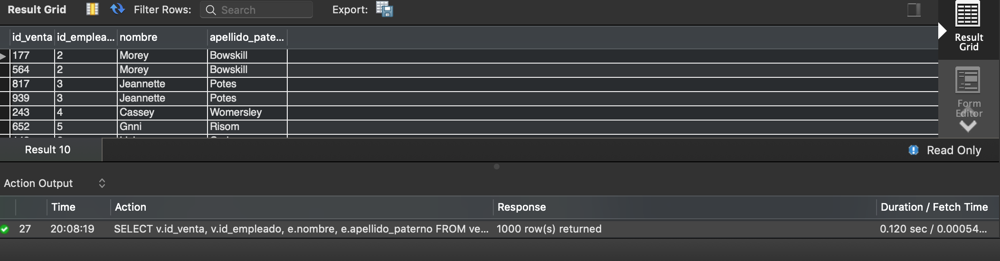 Result Grid Filter Rows: Search Export:
Result Grid
id_venta id_emplea... nombre apellido_pate...
177 2 Morey Bowskill
564 2 Morey Bowskill
817 3 Jeannette Potes
939 3 Jeannette Potes
243 4 Cassey Womersley
652 5 Gnni Risom
Form Editor
Result 10 Read Only
Action Output
Time Action Response Duration / Fetch Time
27 20:08:19 SELECT v.id_venta, v.id_empleado, e.nombre, e.apellido_paterno FROM ve... 1000 row(s) returned 0.120 sec / 0.00054...